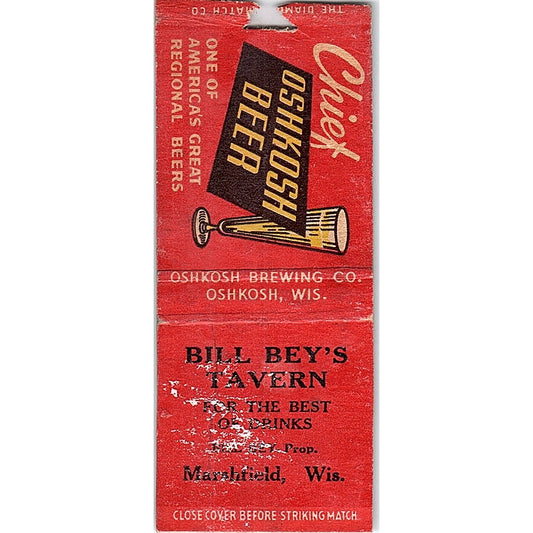 THE DIAMOND MATCH CO
Chief
OSHKOSH
BEER
ONE OF
AMERICA'S GREAT
REGIONAL BEERS
OSHKOSH BREWING CO.
OSHKOSH, WIS.
BILL BEY'S
TAVERN
FOR THE BEST
OF DRINKS
BEY, Prop.
Marshfield, Wis.
CLOSE COVER BEFORE STRIKING MATCH